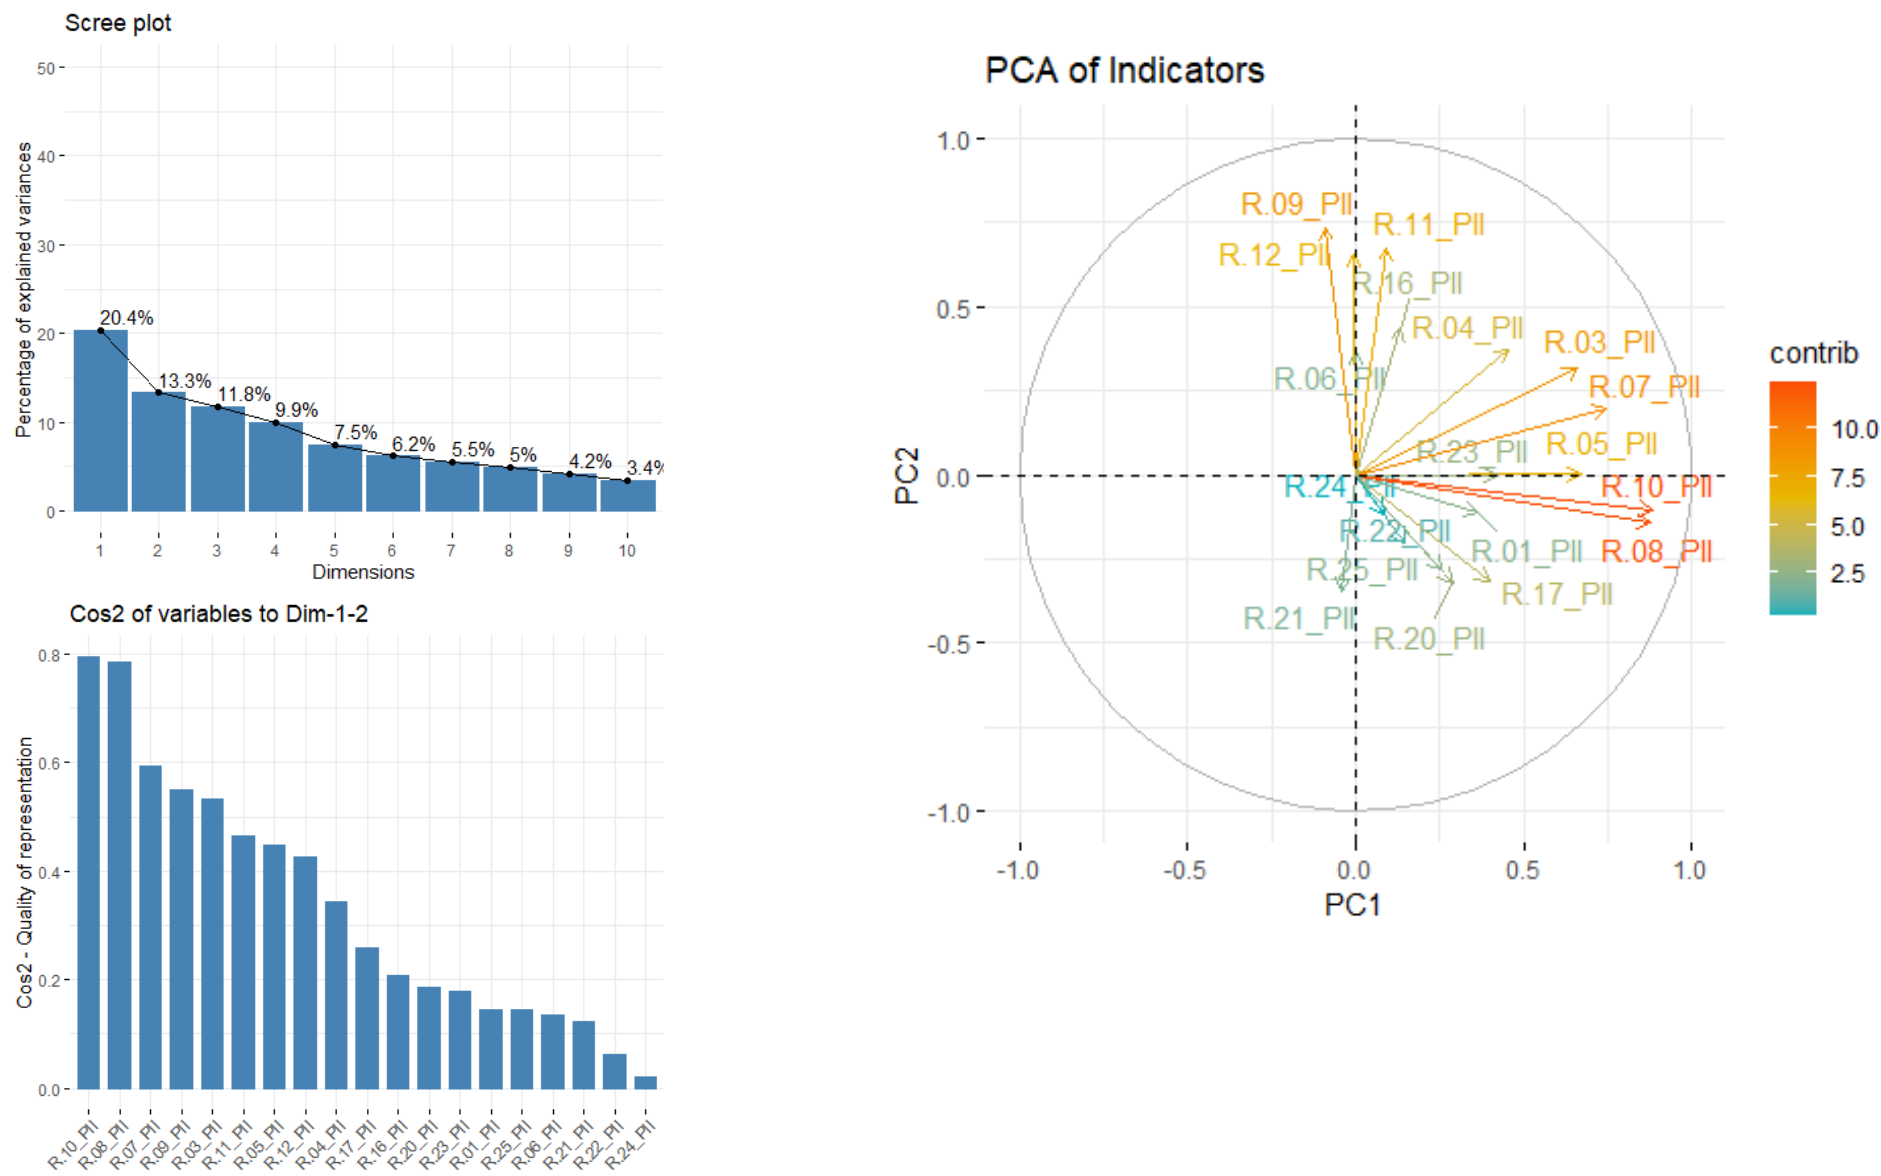 Scree plot
Percentage of explained variances
50
40
30
20
10
0
20.4%
13.3%
11.8%
9.9%
7.5%
6.2%
5.5%
5%
4.2%
3.4%
1 2 3 4 5 6 7 8 9 10
Dimensions
Cos2 of variables to Dim-1-2
Cos2 - Quality of representation
0.8
0.6
0.4
0.2
0.0
R.10_PII
R.08_PII
R.07_PII
R.09_PII
R.03_PII
R.11_PII
R.05_PII
R.12_PII
R.04_PII
R.17_PII
R.16_PII
R.20_PII
R.23_PII
R.01_PII
R.25_PII
R.06_PII
R.21_PII
R.22_PII
R.24_PII
PCA of Indicators
PC2
1.0
0.5
0.0
-0.5
-1.0
R.09_PII
R.11_PII
R.12_PII
R.16_PII
R.04_PII
R.03_PII
R.06_PII
R.07_PII
R.23_PII
R.05_PII
R.24_PII
R.10_PII
R.22_PII
R.01_PII
R.08_PII
R.25_PII
R.17_PII
R.21_PII
R.20_PII
-1.0 -0.5 0.0 0.5 1.0
PC1
contrib
10.0
7.5
5.0
2.5